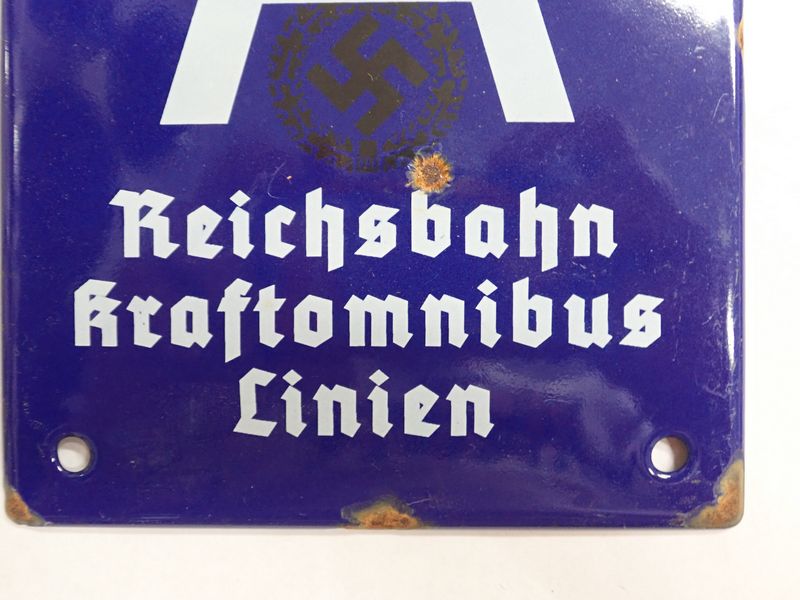 Reichsbahn
Kraftomnibus
Linien